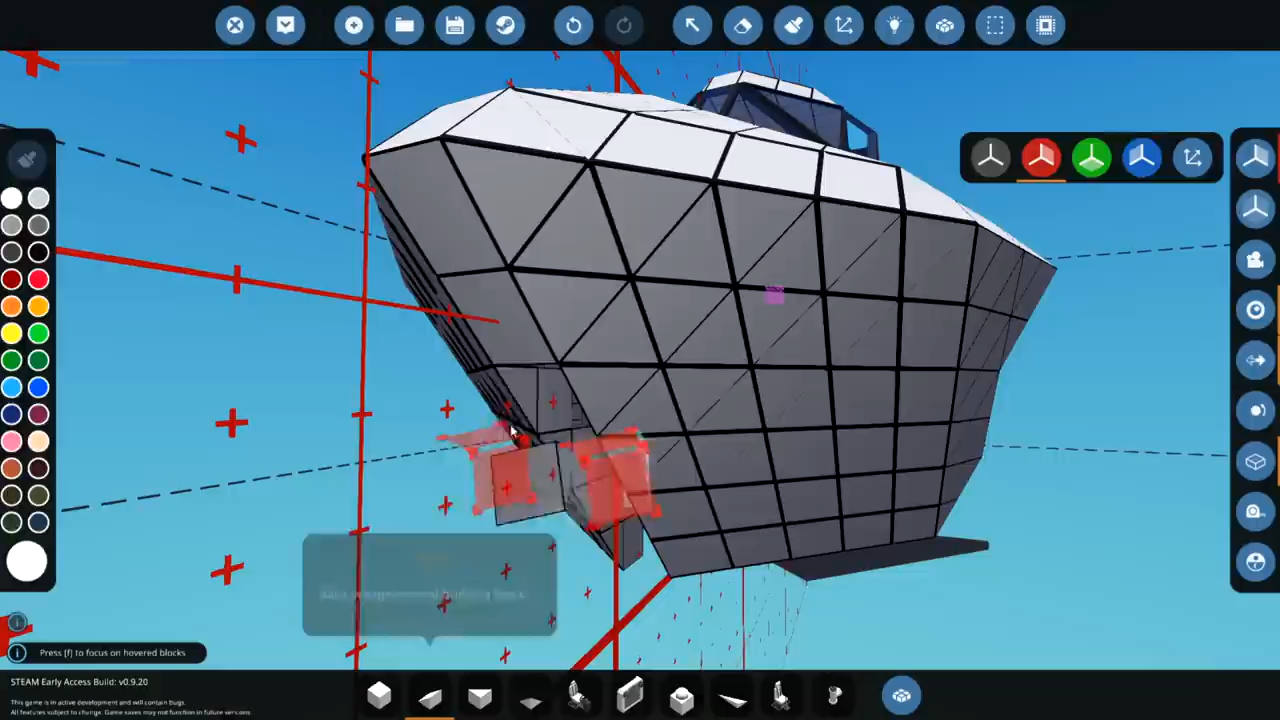 Press [f] to focus on hovered blocks
STEAM Early Access Build: v0.9.20
This game is in active development and will contain bugs.
All features subject to change. Game saves may not function in future versions.